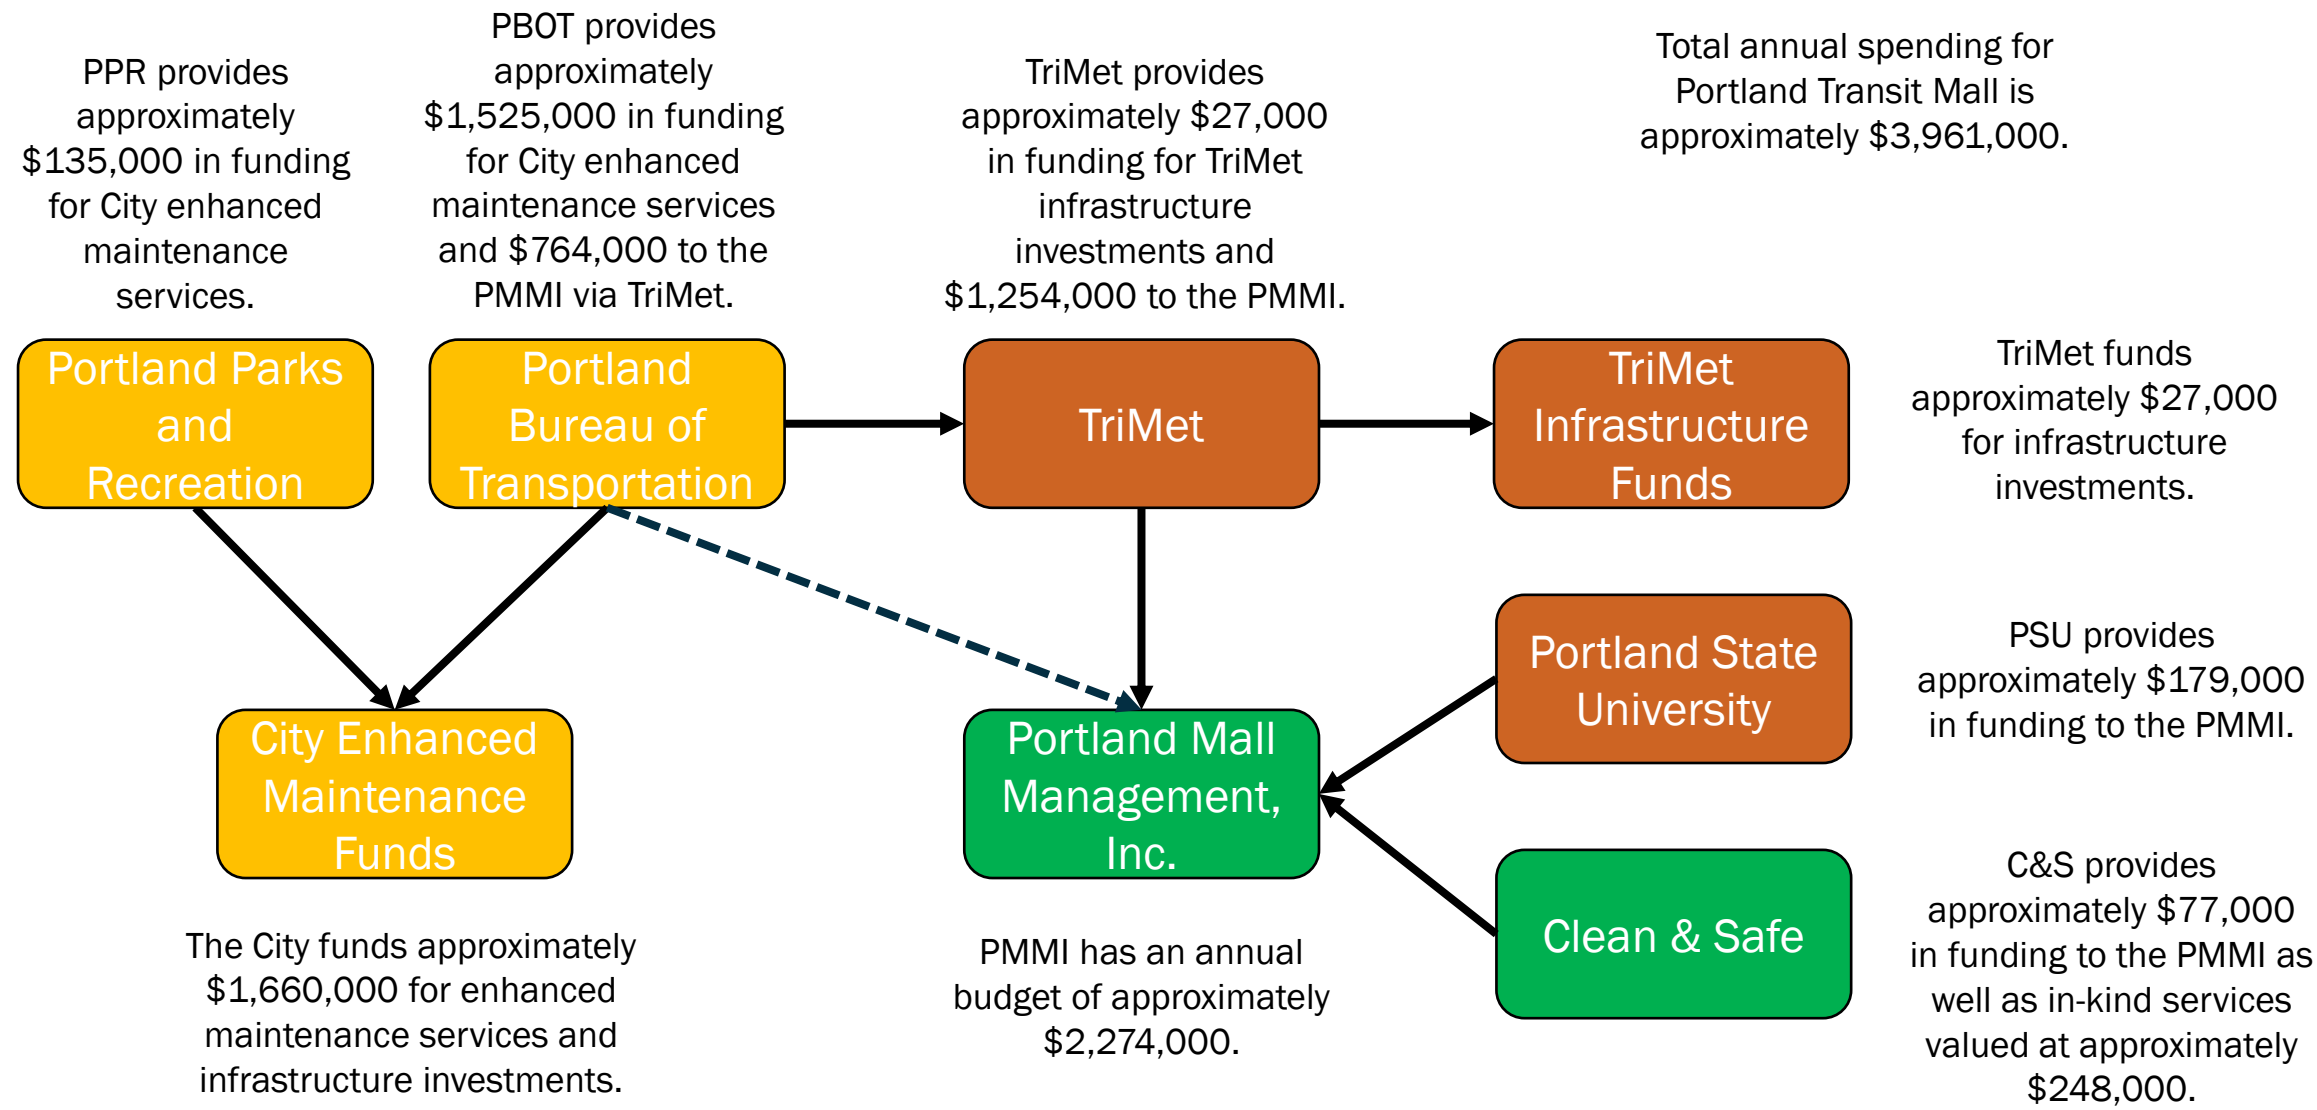 PPR provides
approximately
$135,000 in funding
for City enhanced
maintenance
services.
PBOT provides
approximately
$1,525,000 in funding
for City enhanced
maintenance services
and $764,000 to the
PMMI via TriMet.
TriMet provides
approximately $27,000
in funding for TriMet
infrastructure
investments and
$1,254,000 to the PMMI.
Total annual spending for
Portland Transit Mall is
approximately $3,961,000.
Portland Parks
and
Recreation
Portland
Bureau of
Transportation
TriMet
TriMet
Infrastructure
Funds
TriMet funds
approximately $27,000
for infrastructure
investments.
Portland State
University
PSU provides
approximately $179,000
in funding to the PMMI.
City Enhanced
Maintenance
Funds
Portland Mall
Management,
Inc.
Clean & Safe
C&S provides
approximately $77,000
in funding to the PMMI as
well as in-kind services
valued at approximately
$248,000.
The City funds approximately
$1,660,000 for enhanced
maintenance services and
infrastructure investments.
PMMI has an annual
budget of approximately
$2,274,000.